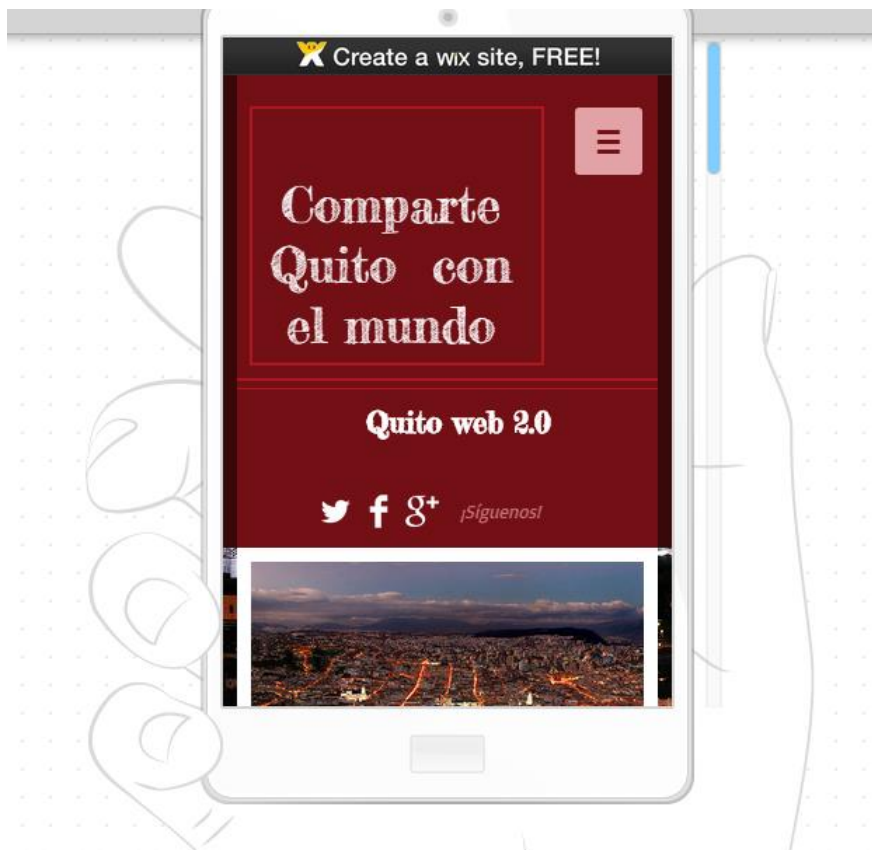 Create a WIX site, FREE!
Comparte
Quito con
el mundo
Quito web 2.0
g+ ¡Síguenos!